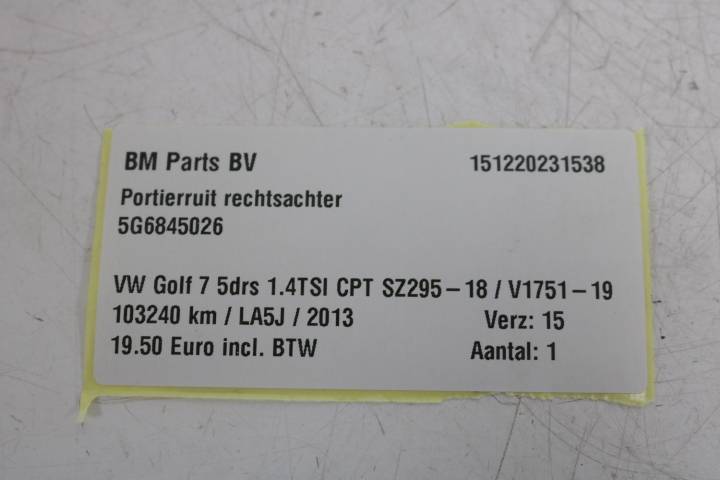 BM Parts BV 151220231538
Portierruit rechtsachter
5G6845026
VW Golf 7 5drs 1.4TSI CPT SZ295-18 / V1751-19
103240 km / LA5J / 2013 Verz: 15
19.50 Euro incl. BTW Aantal: 1